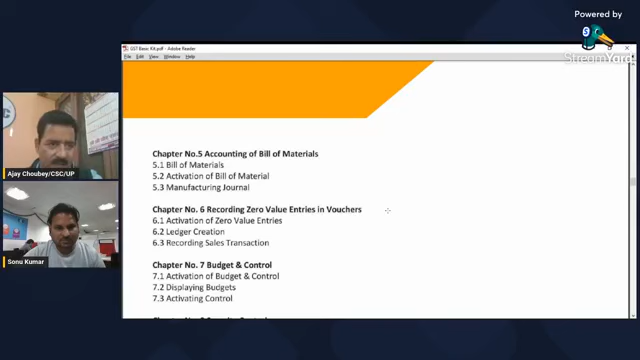 Powered by
StreamYard
GST Basic Kit.pdf - Adobe Reader
File Edit View Window Help
Chapter No.5 Accounting of Bill of Materials
5.1 Bill of Materials
5.2 Activation of Bill of Material
5.3 Manufacturing Journal
Chapter No. 6 Recording Zero Value Entries in Vouchers
6.1 Activation of Zero Value Entries
6.2 Ledger Creation
6.3 Recording Sales Transaction
Chapter No. 7 Budget & Control
7.1 Activation of Budget & Control
7.2 Displaying Budgets
7.3 Activating Control
Ajay Choubey/CSC/UP
Sonu Kumar